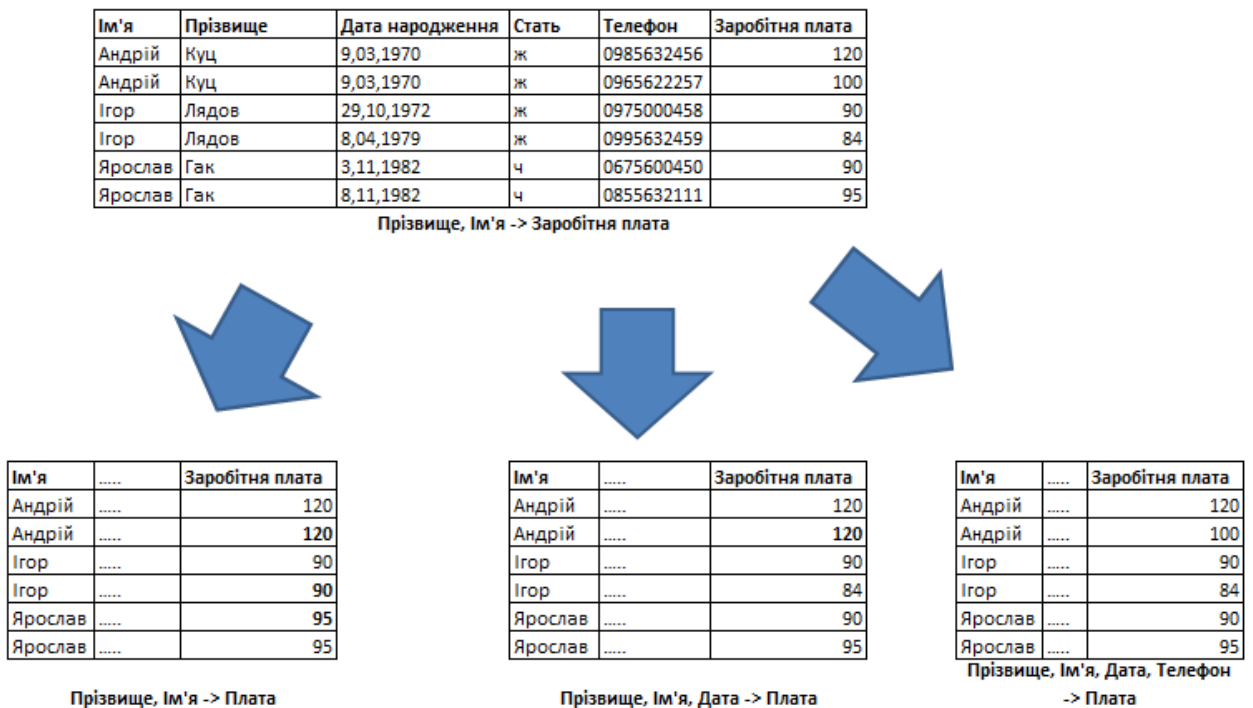 Ім'я Прізвище Дата народження Стать Телефон Заробітня плата
Андрій Куц 9,03,1970 ж 0985632456 120
Андрій Куц 9,03,1970 ж 0965622257 100
Ігор Лядов 29,10,1972 ж 0975000458 90
Ігор Лядов 8,04,1979 ж 0995632459 84
Ярослав Гак 3,11,1982 ч 0675600450 90
Ярослав Гак 8,11,1982 ч 0855632111 95
Прізвище, Ім'я -> Заробітня плата
Ім'я ..... Заробітня плата
Андрій ..... 120
Андрій ..... 120
Ігор ..... 90
Ігор ..... 90
Ярослав ..... 95
Ярослав ..... 95
Прізвище, Ім'я -> Плата
Ім'я ..... Заробітня плата
Андрій ..... 120
Андрій ..... 120
Ігор ..... 90
Ігор ..... 84
Ярослав ..... 90
Ярослав ..... 95
Прізвище, Ім'я, Дата -> Плата
Ім'я ..... Заробітня плата
Андрій ..... 120
Андрій ..... 100
Ігор ..... 90
Ігор ..... 84
Ярослав ..... 90
Ярослав ..... 95
Прізвище, Ім'я, Дата, Телефон
-> Плата